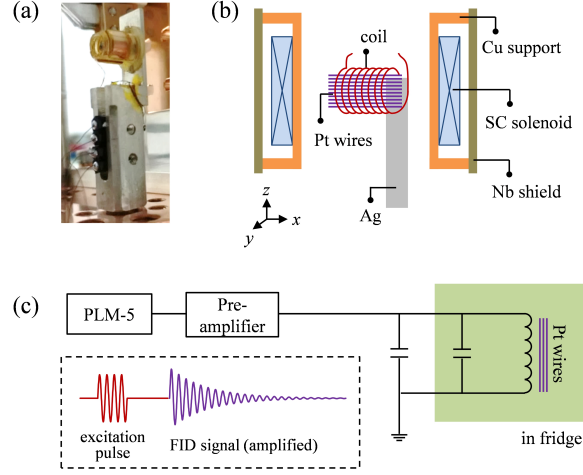 (a)
(b)
coil
Cu support
SC solenoid
Pt wires
Nb shield
Ag
z
x
y
(c)
PLM-5
Pre-
amplifier
Pt wires
excitation
pulse
FID signal (amplified)
in fridge